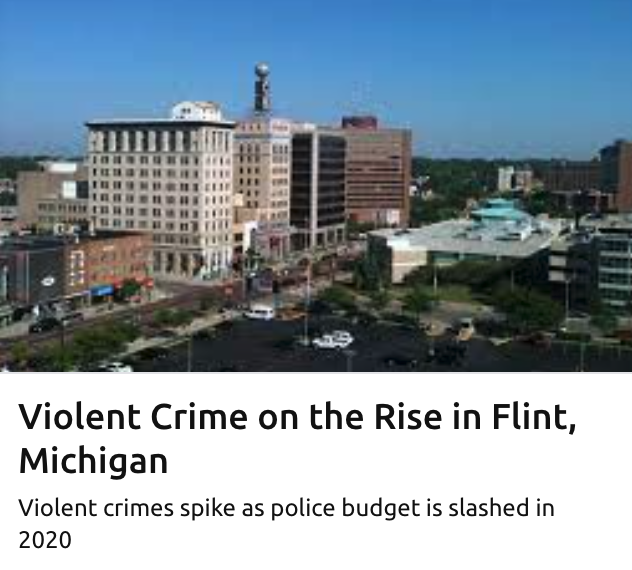 Violent Crime on the Rise in Flint,
Michigan
Violent crimes spike as police budget is slashed in
2020